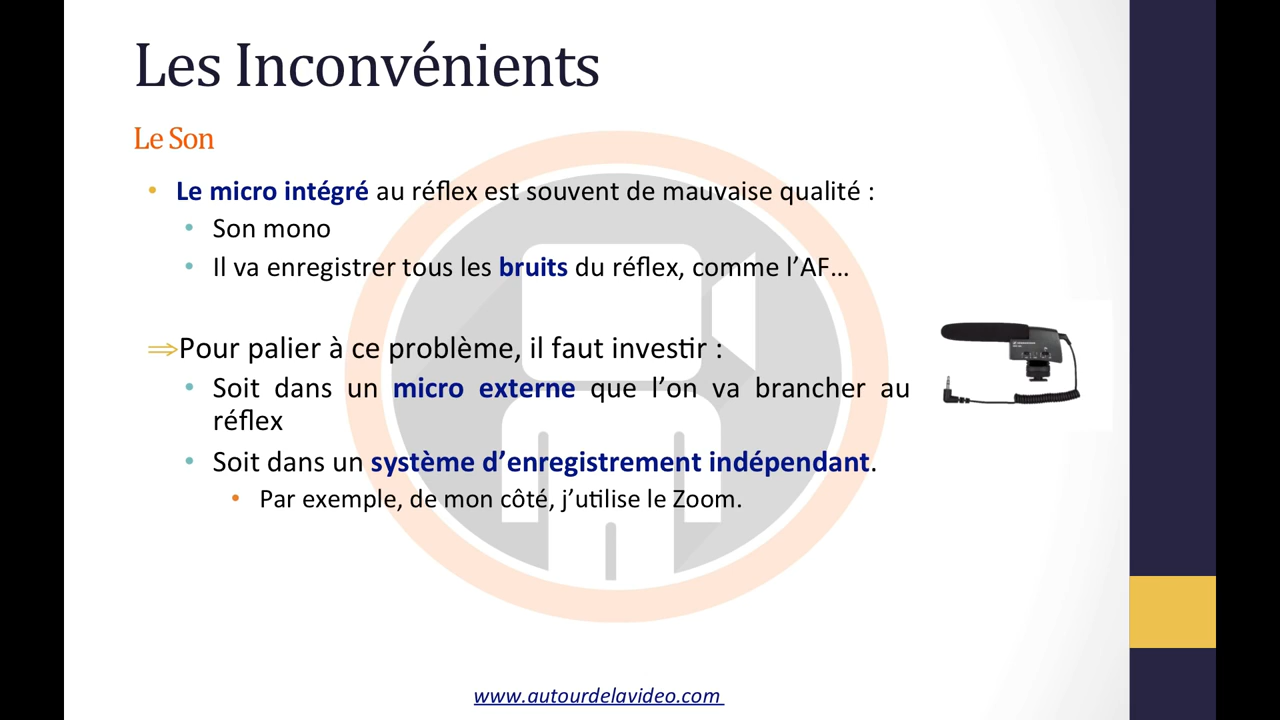 Les Inconvénients
Le Son
• Le micro intégré au réflex est souvent de mauvaise qualité :
• Son mono
• Il va enregistrer tous les bruits du réflex, comme l’AF…
⇒Pour palier à ce problème, il faut investir :
• Soit dans un micro externe que l’on va brancher au
réflex
• Soit dans un système d’enregistrement indépendant.
• Par exemple, de mon côté, j’utilise le Zoom.
www.autourdelavideo.com